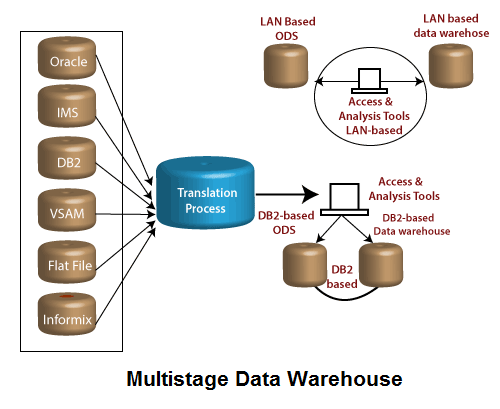 Oracle
IMS
DB2
VSAM
Flat File
Informix
Translation
Process
LAN Based
ODS
LAN based
data warehose
Access &
Analysis Tools
LAN-based
Access &
Analysis Tools
DB2-based
ODS
DB2-based
Data warehouse
DB2
based
Multistage Data Warehouse